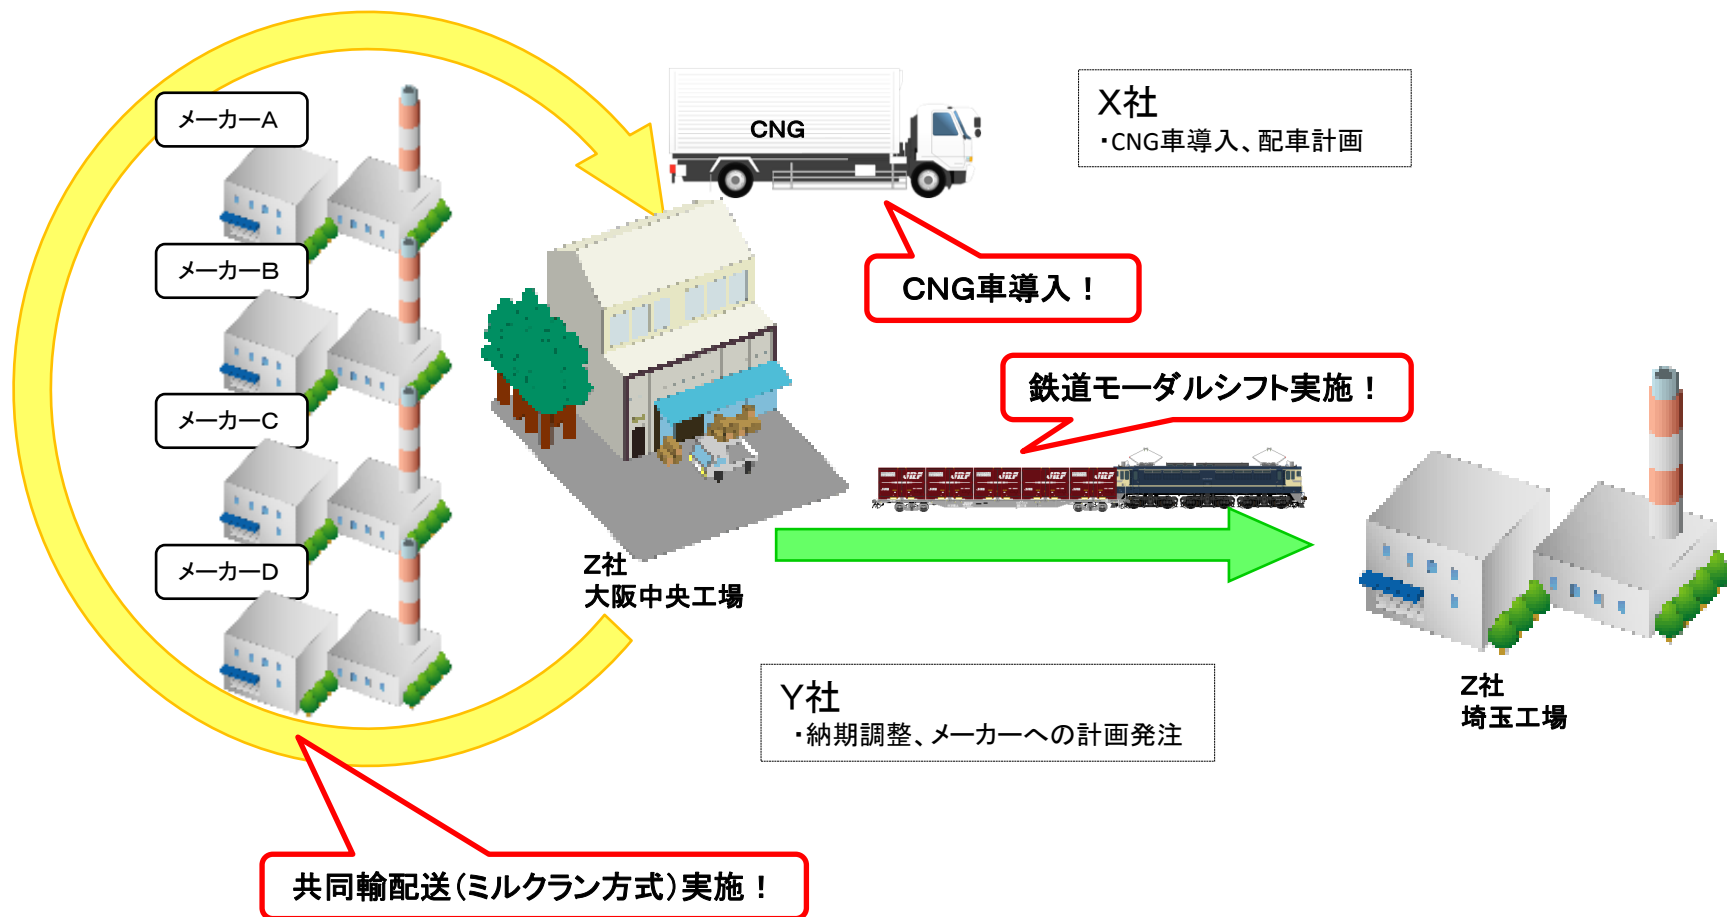 メーカーA
メーカーB
メーカーC
メーカーD
CNG
X社
・CNG車導入、配車計画
CNG車導入！
鉄道モーダルシフト実施！
Z社
大阪中央工場
Y社
・納期調整、メーカーへの計画発注
Z社
埼玉工場
共同輸配送（ミルクラン方式）実施！